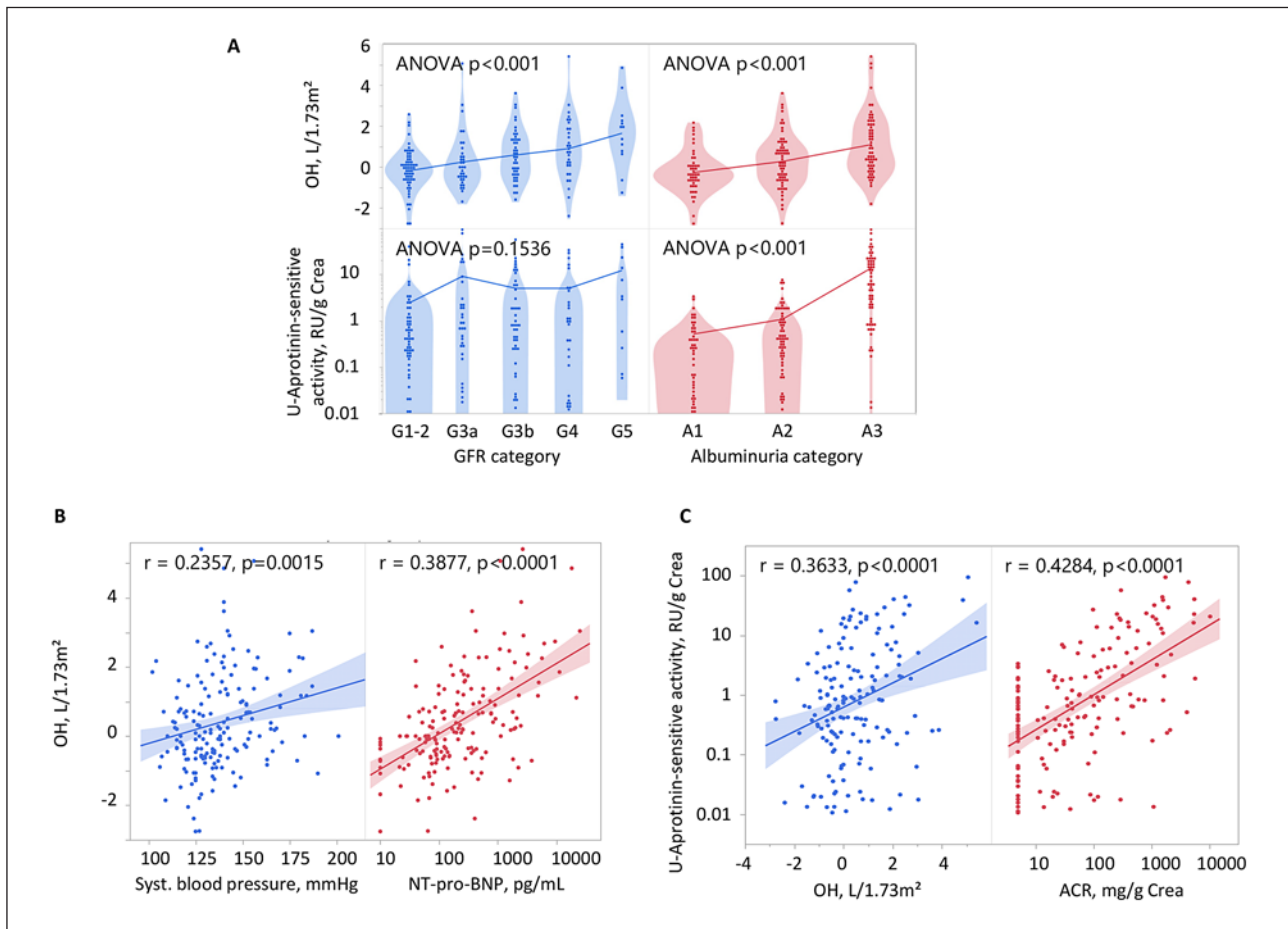 A
ANOVA p<0.001
ANOVA p<0.001
OH, L/1.73m²
6
4
2
0
-2
ANOVA p=0.1536
ANOVA p<0.001
U-Aprotinin-sensitive
activity, RU/g Crea
10
1
0.1
0.01
G1-2 G3a G3b G4 G5
A1 A2 A3
GFR category
Albuminuria category
B
r = 0.2357, p=0.0015
r = 0.3877, p<0.0001
OH, L/1.73m²
4
2
0
-2
100 125 150 175 200
10 100 1000 10000
Syst. blood pressure, mmHg
NT-pro-BNP, pg/mL
C
r = 0.3633, p<0.0001
r = 0.4284, p<0.0001
U-Aprotinin-sensitive activity, RU/g Crea
100
10
1
0.1
0.01
-4 -2 0 2 4
10 100 1000 10000
OH, L/1.73m²
ACR, mg/g Crea